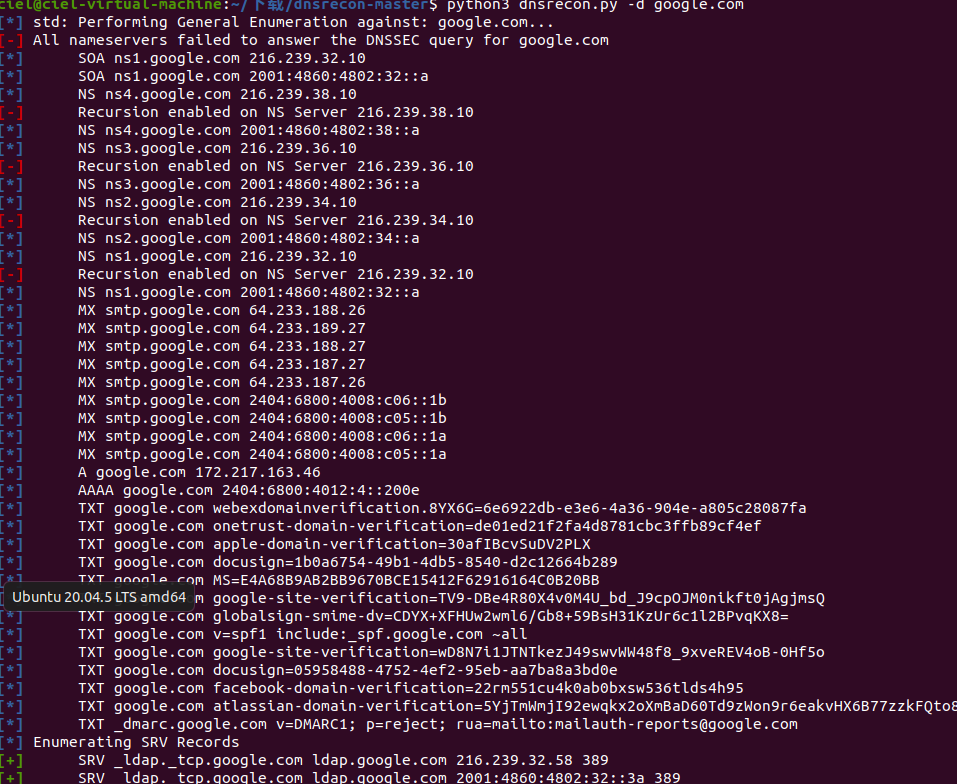 ciel@ciel-virtual-machine:~/下载/dnsrecon-master$ python3 dnsrecon.py -d google.com
[*] std: Performing General Enumeration against: google.com...
[-] All nameservers failed to answer the DNSSEC query for google.com
[*] SOA ns1.google.com 216.239.32.10
[*] SOA ns1.google.com 2001:4860:4802:32::a
[*] NS ns4.google.com 216.239.38.10
[-] Recursion enabled on NS Server 216.239.38.10
[*] NS ns4.google.com 2001:4860:4802:38::a
[*] NS ns3.google.com 216.239.36.10
[-] Recursion enabled on NS Server 216.239.36.10
[*] NS ns3.google.com 2001:4860:4802:36::a
[*] NS ns2.google.com 216.239.34.10
[-] Recursion enabled on NS Server 216.239.34.10
[*] NS ns2.google.com 2001:4860:4802:34::a
[*] NS ns1.google.com 216.239.32.10
[-] Recursion enabled on NS Server 216.239.32.10
[*] NS ns1.google.com 2001:4860:4802:32::a
[*] MX smtp.google.com 64.233.188.26
[*] MX smtp.google.com 64.233.189.27
[*] MX smtp.google.com 64.233.188.27
[*] MX smtp.google.com 64.233.187.27
[*] MX smtp.google.com 64.233.187.26
[*] MX smtp.google.com 2404:6800:4008:c06::1b
[*] MX smtp.google.com 2404:6800:4008:c05::1b
[*] MX smtp.google.com 2404:6800:4008:c06::1a
[*] MX smtp.google.com 2404:6800:4008:c05::1a
[*] A google.com 172.217.163.46
[*] AAAA google.com 2404:6800:4012:4::200e
[*] TXT google.com webexdomainverification.8YX6G=6e6922db-e3e6-4a36-904e-a805c28087fa
[*] TXT google.com onetrust-domain-verification=de01ed21f2fa4d8781cbc3ffb89cf4ef
[*] TXT google.com apple-domain-verification=30afIBcvSuDV2PLX
[*] TXT google.com docusign=1b0a6754-49b1-4db5-8540-d2c12664b289
[*] TXT google.com MS=E4A68B9AB2BB9670BCE15412F62916164C0B20BB
Ubuntu 20.04.5 LTS amd64
google.com google-site-verification=TV9-DBe4R80X4v0M4U_bd_J9cpOJM0nikft0jAgjmsQ
[*] TXT google.com globalsign-smime-dv=CDYX+XFHUw2wml6/Gb8+59BsH31KzUr6c1l2BPvqKX8=
[*] TXT google.com v=spf1 include:_spf.google.com ~all
[*] TXT google.com google-site-verification=wD8N7i1JTNTkezJ49swvWW48f8_9xveREV4oB-0Hf5o
[*] TXT google.com docusign=05958488-4752-4ef2-95eb-aa7ba8a3bd0e
[*] TXT google.com facebook-domain-verification=22rm551cu4k0ab0bxsw536tlds4h95
[*] TXT google.com atlassian-domain-verification=5YjTmWmjI92ewqkx2oXmBaD60Td9zWon9r6eakvHX6B77zzkFQto8
[*] TXT _dmarc.google.com v=DMARC1; p=reject; rua=mailto:mailauth-reports@google.com
[*] Enumerating SRV Records
[+] SRV _ldap._tcp.google.com ldap.google.com 216.239.32.58 389
[+] SRV _ldap._tcp.google.com ldap.google.com 2001:4860:4802:32::3a 389